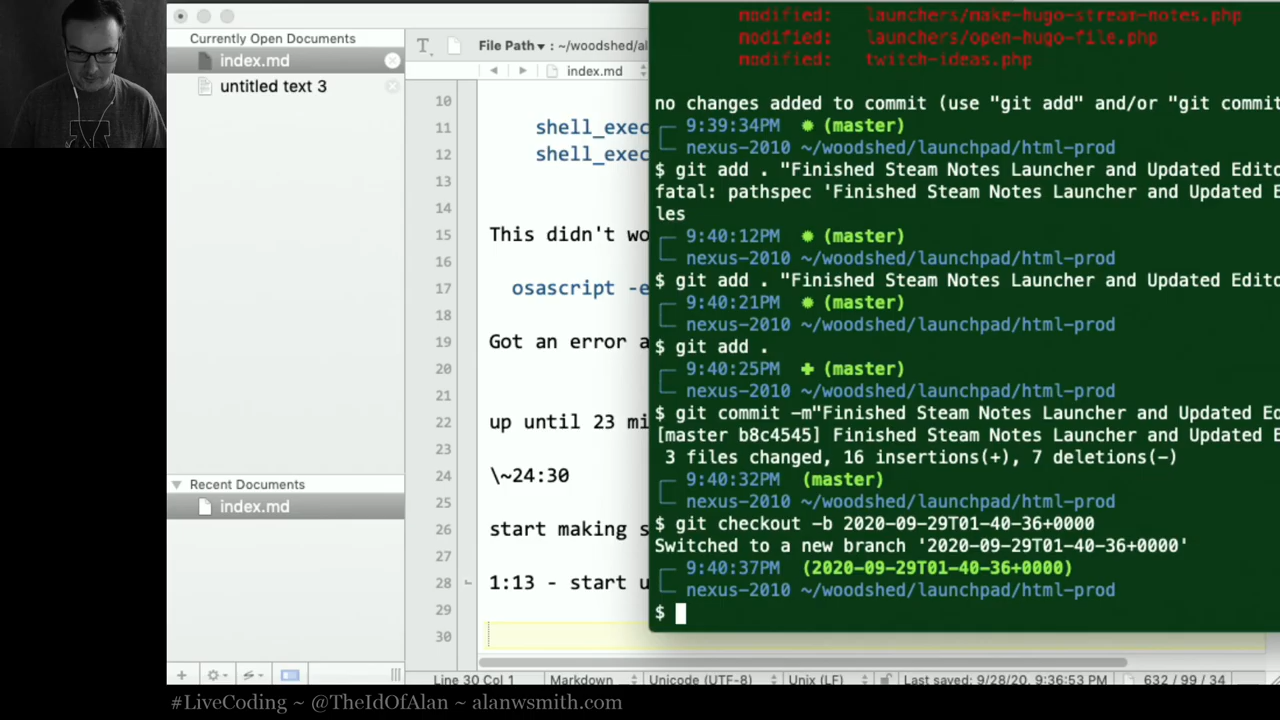 Currently Open Documents
index.md
untitled text 3
Recent Documents
index.md
File Path ▾ : ~/woodshed/al
index.md
10
11 shell_exec
12 shell_exec
13
14
15 This didn't wo
16
17 osascript -e
18
19 Got an error a
20
21
22 up until 23 mi
23
24 \~24:30
25
26 start making s
27
28 1:13 - start u
29
30
Line 30 Col 1 Markdown Unicode (UTF-8) Unix (LF) Last saved: 9/28/20, 9:36:53 PM 632 / 99 / 34
modified: launchers/make-hugo-stream-notes.php
modified: launchers/open-hugo-file.php
modified: twitch-ideas.php
no changes added to commit (use "git add" and/or "git commit
9:39:34PM ✹ (master)
nexus-2010 ~/woodshed/launchpad/html-prod
$ git add . "Finished Steam Notes Launcher and Updated Edito
fatal: pathspec 'Finished Steam Notes Launcher and Updated E
les
9:40:12PM ✹ (master)
nexus-2010 ~/woodshed/launchpad/html-prod
$ git add . "Finished Steam Notes Launcher and Updated Edito
9:40:21PM ✹ (master)
nexus-2010 ~/woodshed/launchpad/html-prod
$ git add .
9:40:25PM ✚ (master)
nexus-2010 ~/woodshed/launchpad/html-prod
$ git commit -m"Finished Steam Notes Launcher and Updated Ed
[master b8c4545] Finished Steam Notes Launcher and Updated E
3 files changed, 16 insertions(+), 7 deletions(-)
9:40:32PM (master)
nexus-2010 ~/woodshed/launchpad/html-prod
$ git checkout -b 2020-09-29T01-40-36+0000
Switched to a new branch '2020-09-29T01-40-36+0000'
9:40:37PM (2020-09-29T01-40-36+0000)
nexus-2010 ~/woodshed/launchpad/html-prod
$
#LiveCoding ~ @TheIdOfAlan ~ alanwsmith.com